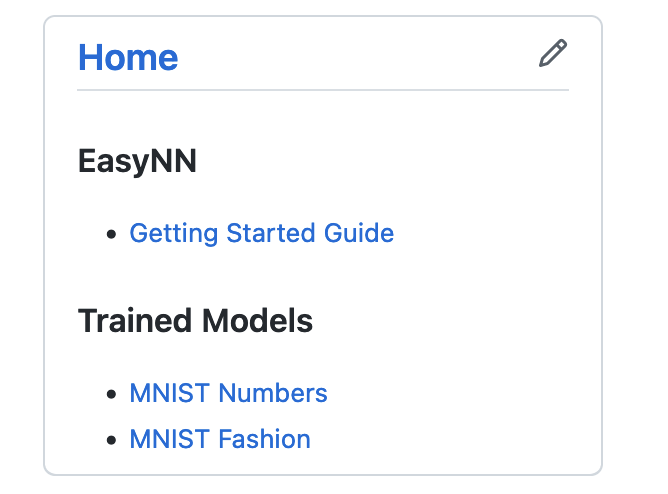 Home
EasyNN
Getting Started Guide
Trained Models
MNIST Numbers
MNIST Fashion